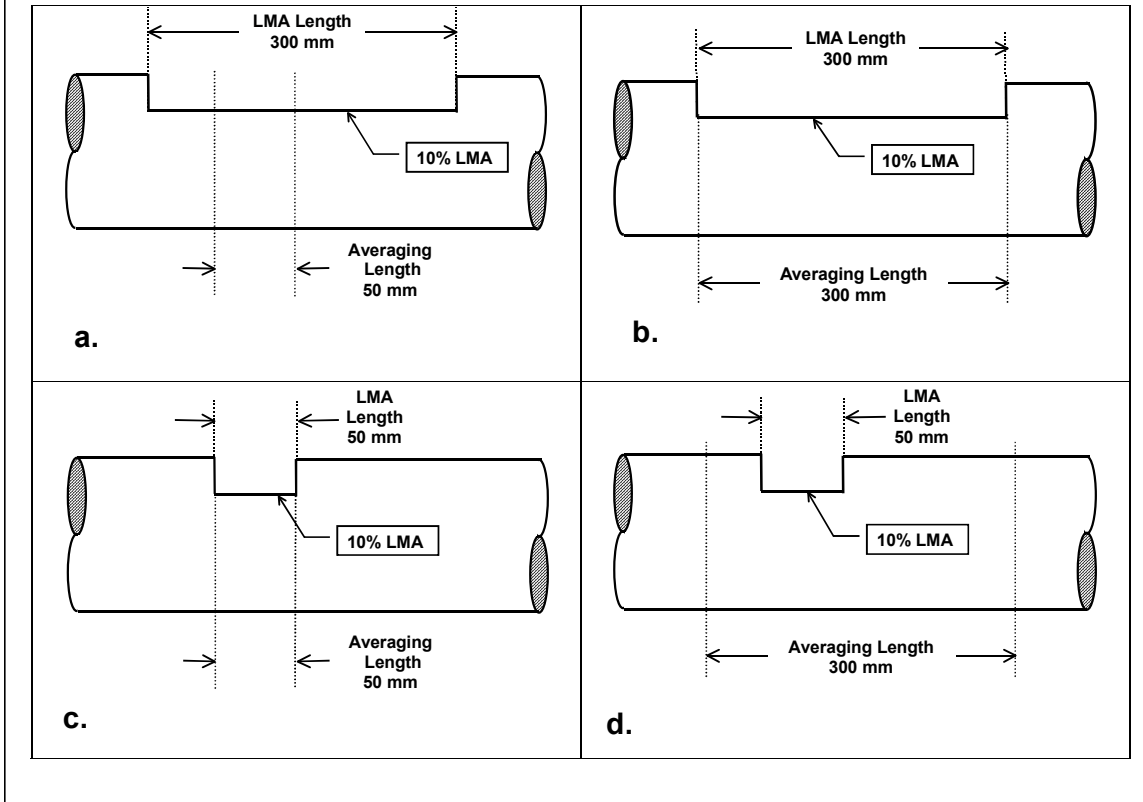 LMA Length
300 mm
10% LMA
Averaging
Length
50 mm
a.
LMA Length
300 mm
10% LMA
Averaging Length
300 mm
b.
LMA
Length
50 mm
10% LMA
Averaging
Length
50 mm
c.
LMA
Length
50 mm
10% LMA
Averaging Length
300 mm
d.